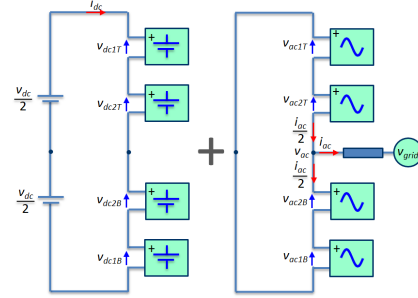 i_dc
v_dc1T
+
v_dc2T
+
v_dc/2
v_dc/2
v_dc2B
+
v_dc1B
+
+
v_ac1T
+
v_ac2T
+
i_ac/2
i_ac
v_ac
v_grid
i_ac/2
v_ac2B
+
v_ac1B
+